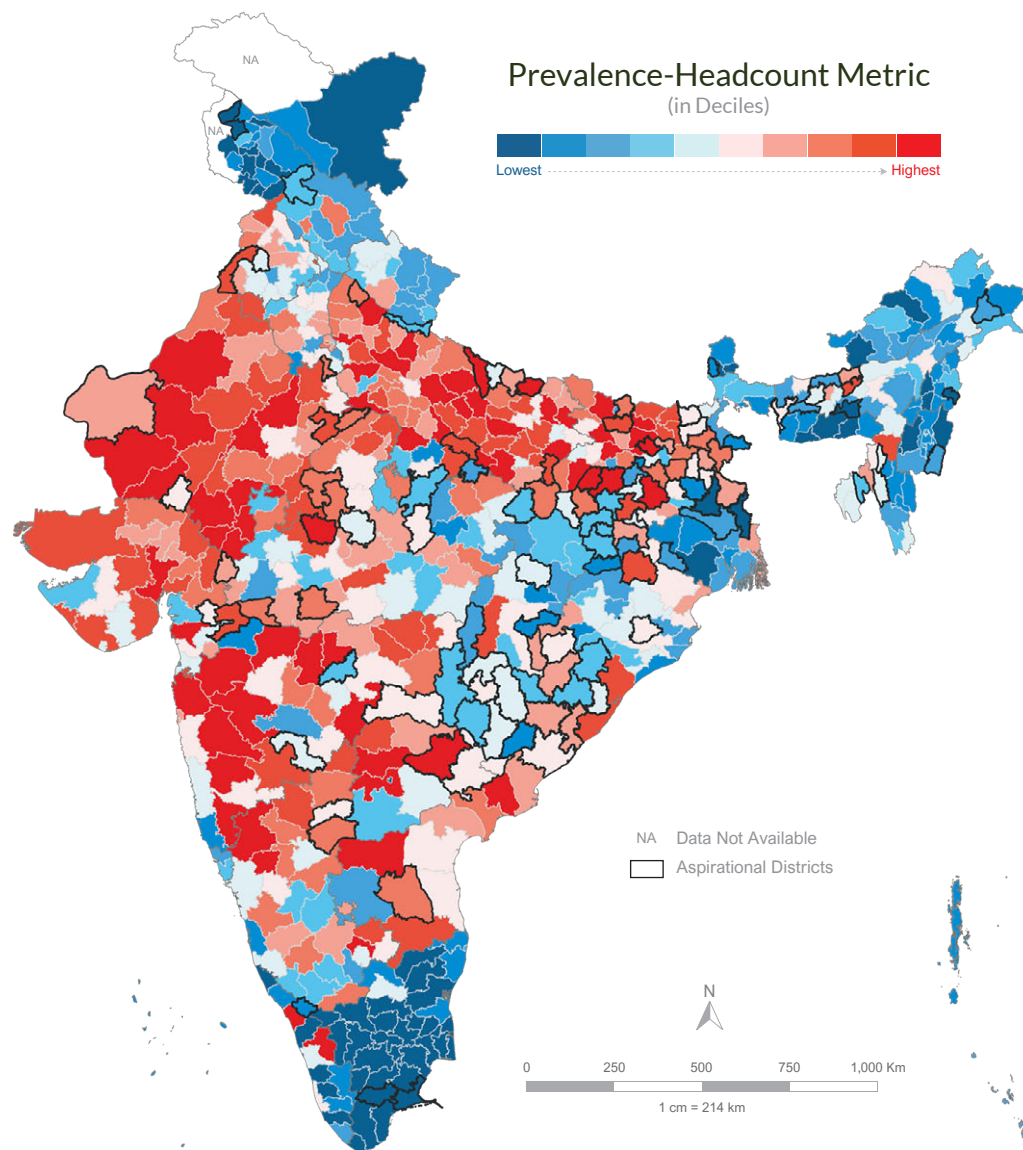 NA
Prevalence-Headcount Metric
(in Deciles)
NA
Lowest
Highest
NA Data Not Available
Aspirational Districts
N
0 250 500 750 1,000 Km
1 cm = 214 km